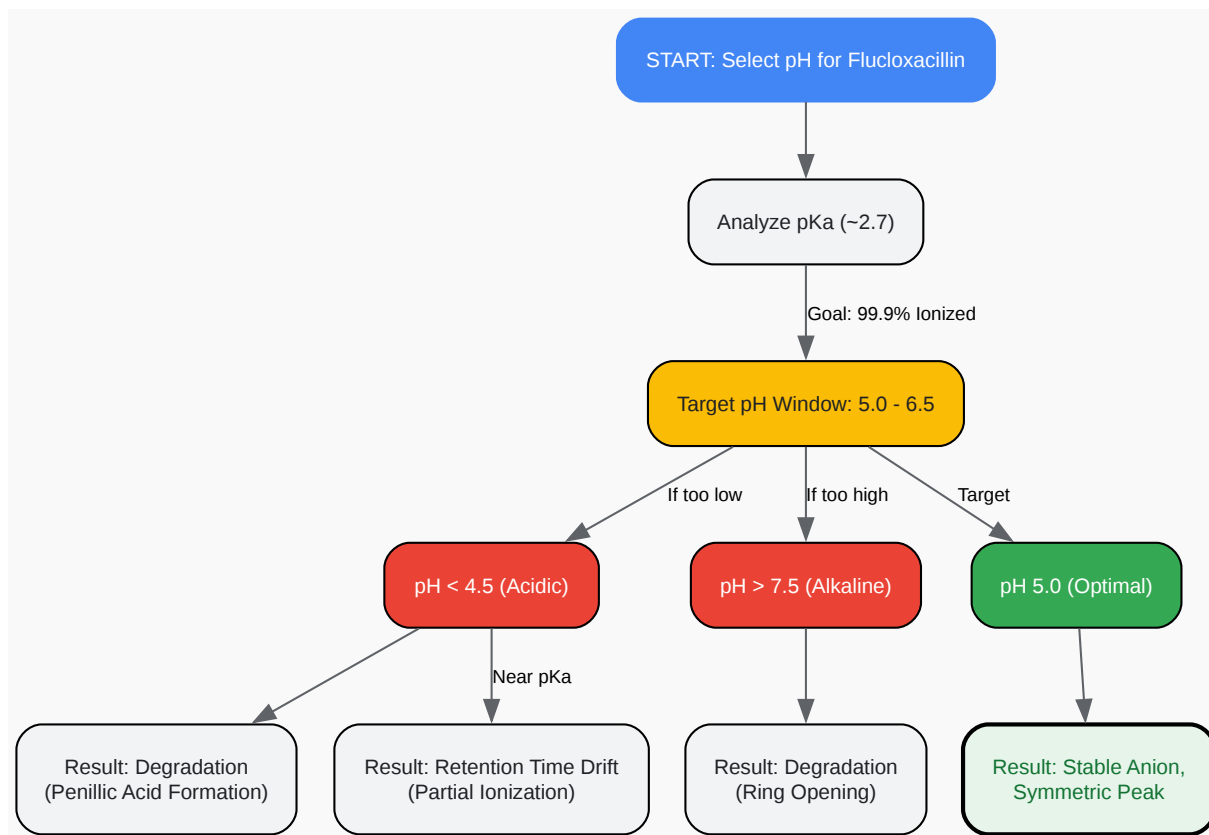 START: Select pH for Flucloxacillin
Analyze pKa (~2.7)
Goal: 99.9% Ionized
Target pH Window: 5.0 - 6.5
If too low
If too high
Target
pH < 4.5 (Acidic)
pH > 7.5 (Alkaline)
pH 5.0 (Optimal)
Near pKa
Result: Degradation
(Penillic Acid Formation)
Result: Retention Time Drift
(Partial Ionization)
Result: Degradation
(Ring Opening)
Result: Stable Anion,
Symmetric Peak